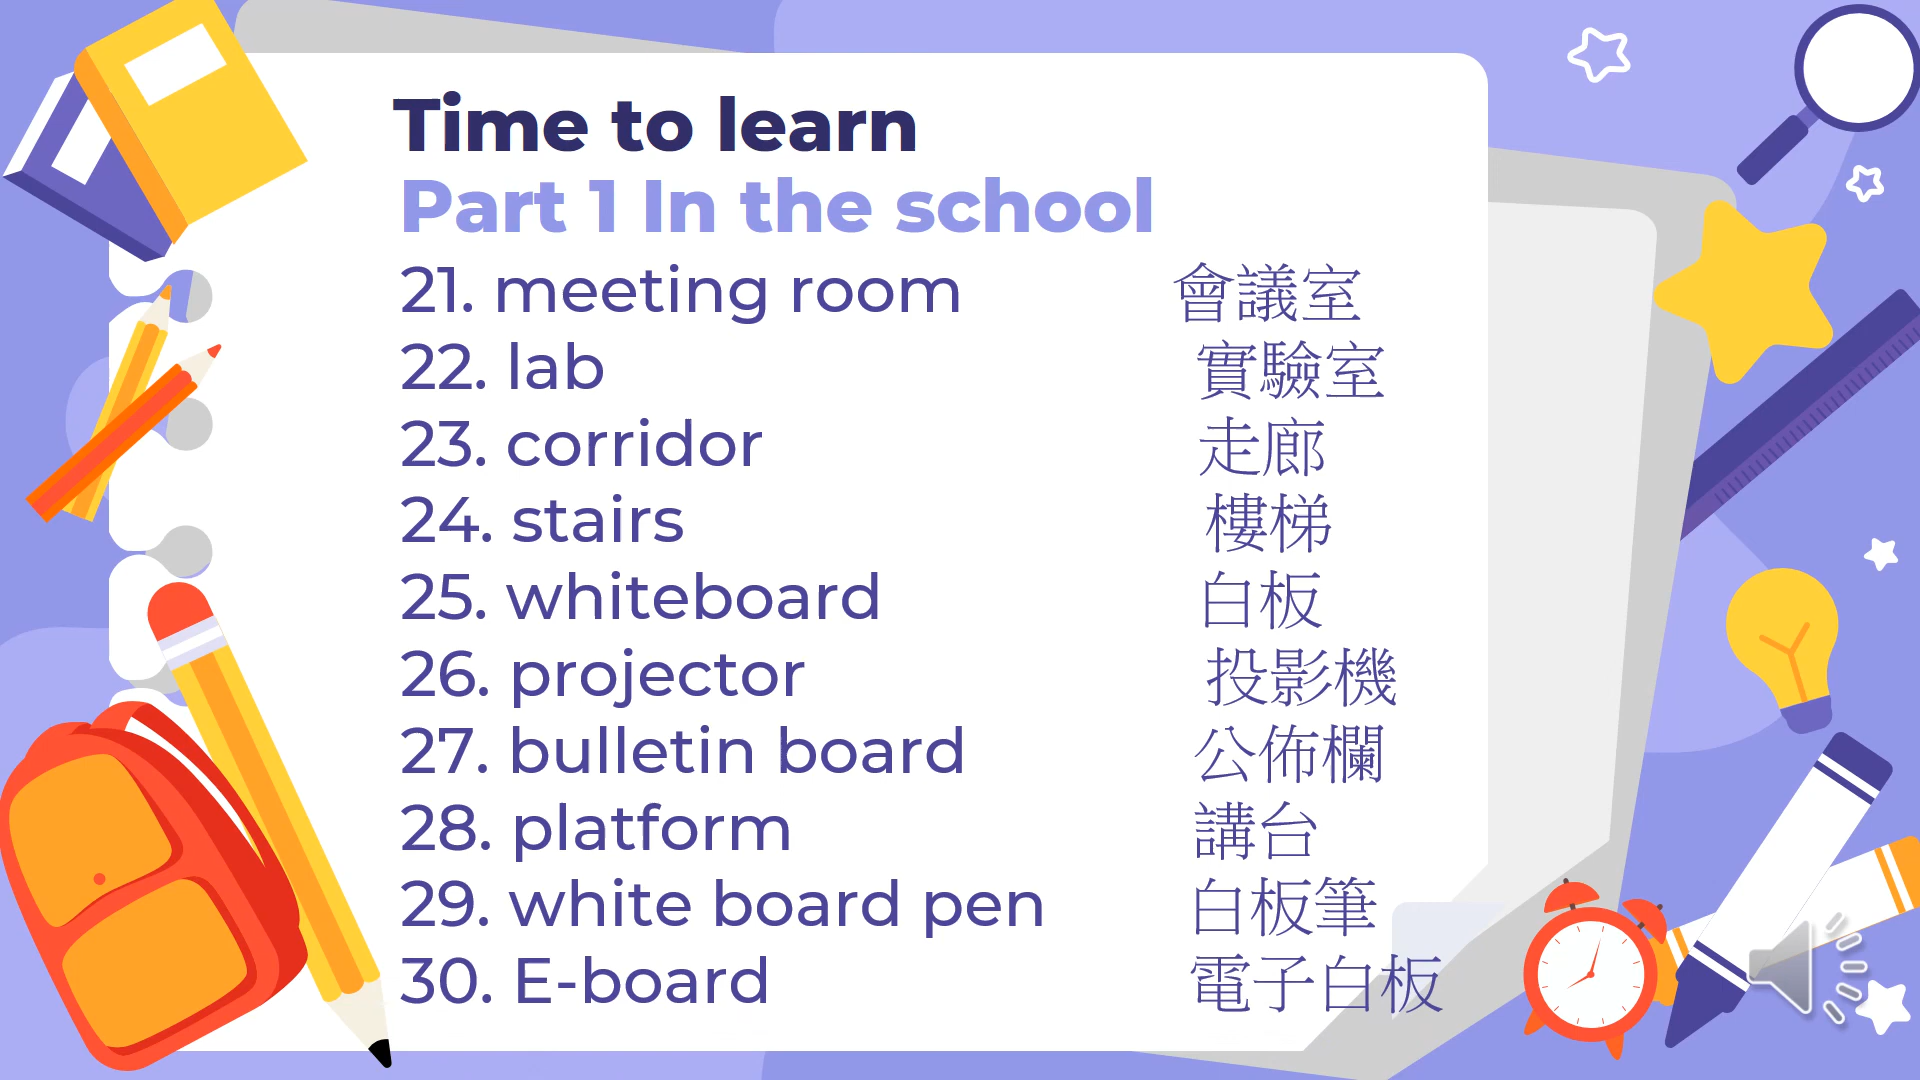 Time to learn
Part 1 In the school
21. meeting room 會議室
22. lab 實驗室
23. corridor 走廊
24. stairs 樓梯
25. whiteboard 白板
26. projector 投影機
27. bulletin board 公佈欄
28. platform 講台
29. white board pen 白板筆
30. E-board 電子白板